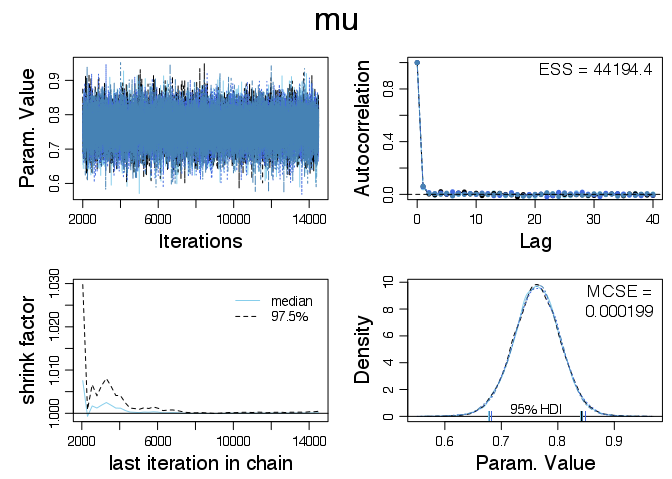 mu
Param. Value
0.6 0.7 0.8 0.9
2000 6000 10000 14000
Iterations
Autocorrelation
0.0 0.4 0.8
ESS = 44194.4
0 10 20 30 40
Lag
shrink factor
1.000 1.010 1.020 1.030
median
97.5%
2000 6000 10000 14000
last iteration in chain
Density
0 2 4 6 8 10
MCSE =
0.000199
95% HDI
0.6 0.7 0.8 0.9
Param. Value